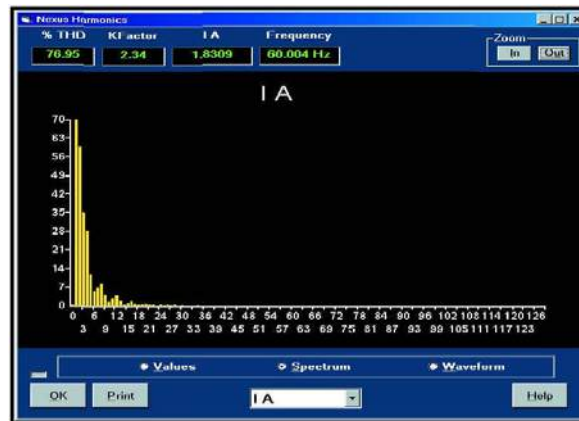 Nexus Harmonics
% THD KFactor I A Frequency Zoom
76.95 2.34 1.8309 60.004 Hz In Out
I A
70
63
56
49
42
35
28
21
14
7
0
0 6 12 18 24 30 36 42 48 54 60 66 72 78 84 90 96 102 108 114 120 126
3 9 15 21 27 33 39 45 51 57 63 69 75 81 87 93 99 105 111 117 123
Values Spectrum Waveform
OK Print I A Help